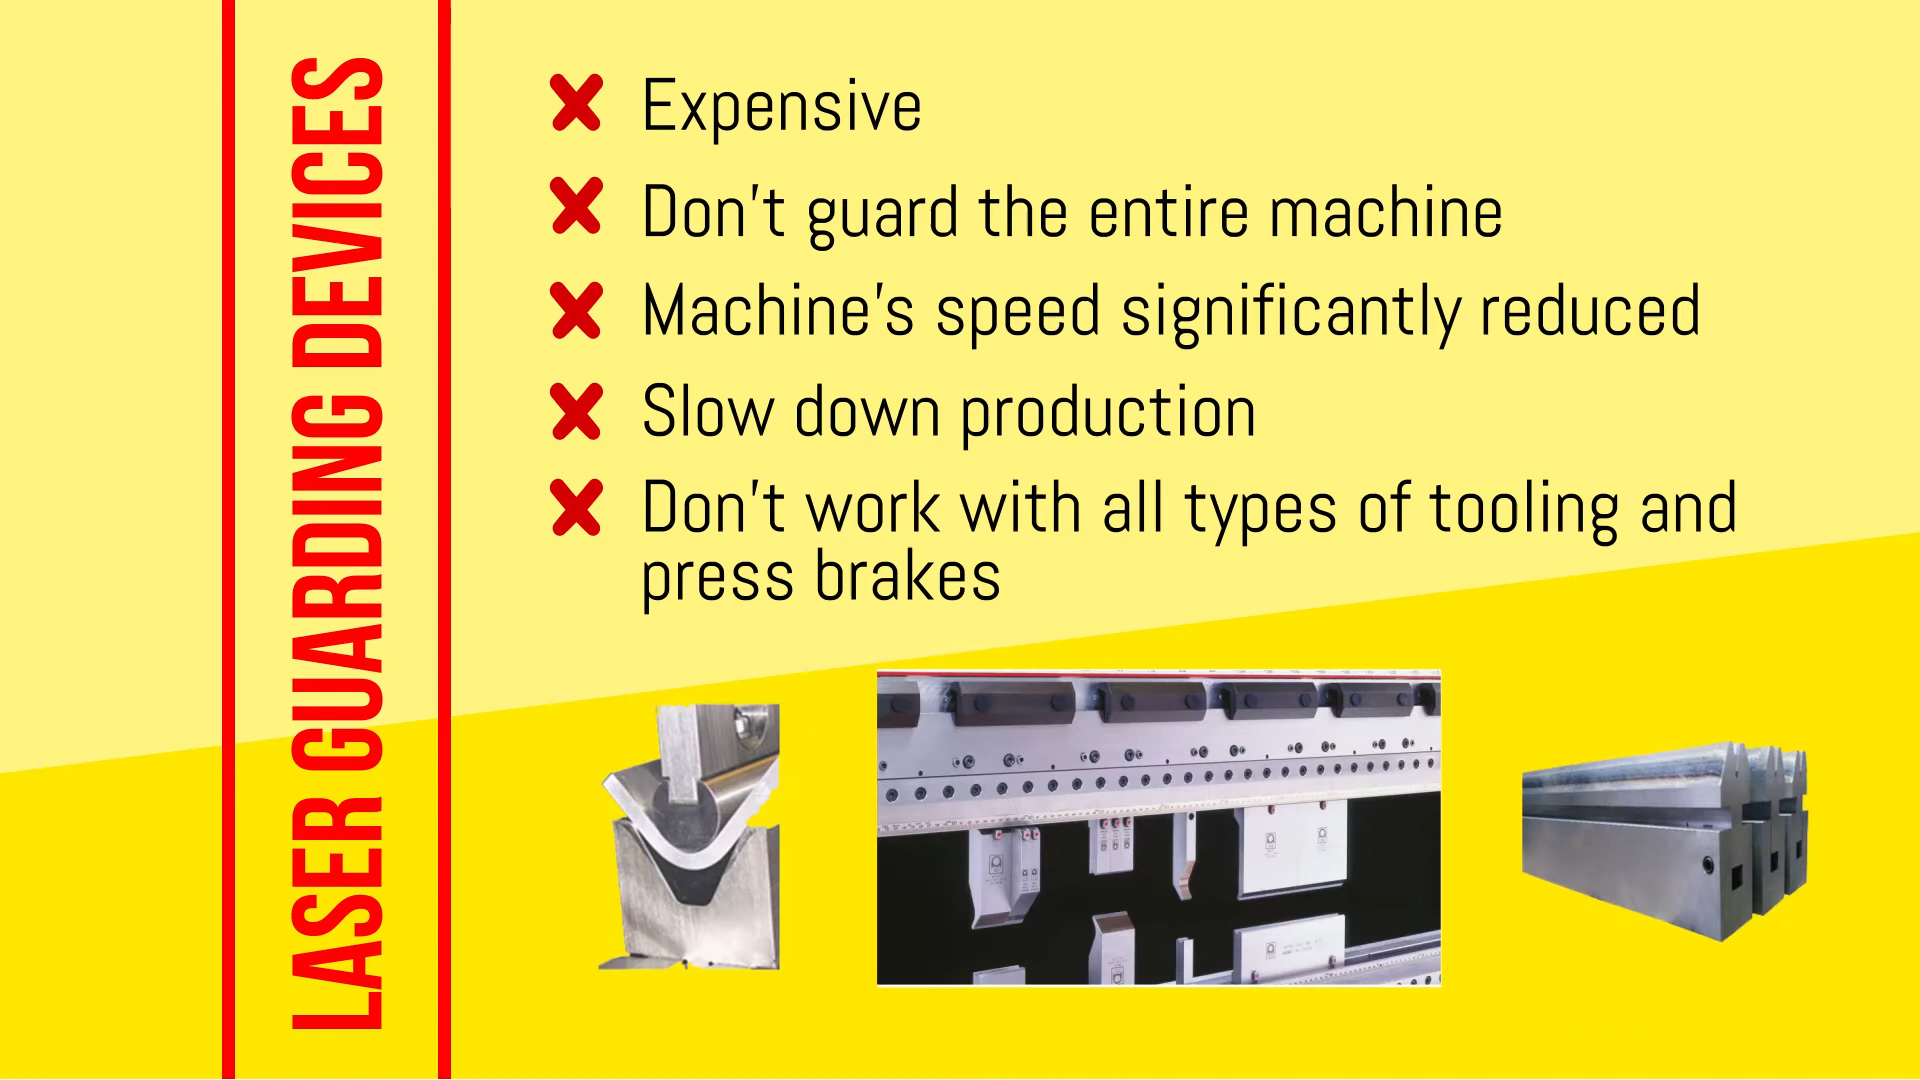 LASER GUARDING DEVICES
Expensive
Don't guard the entire machine
Machine's speed significantly reduced
Slow down production
Don't work with all types of tooling and
press brakes